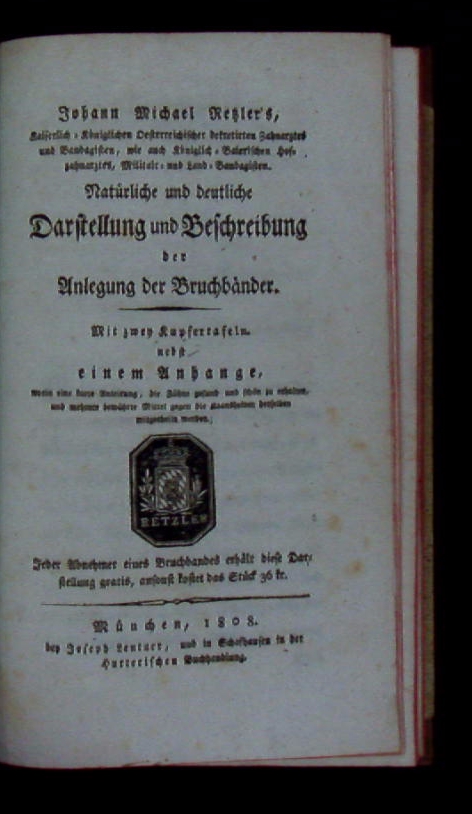 Johann Michael Retzler's,
Kaiserlich-Königlichen Oesterreichischer dekretirten Zahnarztes
und Bandagisten, wie auch Königlich-Baierischen Hof-
zahnarztes, Militair- und Land-Bandagisten.
Natürliche und deutliche
Darstellung und Beschreibung
der
Anlegung der Bruchbänder.
Mit zwey Kupfertafeln.
nebst
einem Anhange,
worin eine kurze Anweisung, die Zähne gesund und schön zu erhalten,
und mehrere bewährte Mittel gegen die Krankheiten derselben
mitgetheilt werden.
RETZLER
Jeder Abnehmer eines Bruchbandes erhält diese Dar-
stellung gratis, ansonst kostet das Stück 36 kr.
München, 1808.
bey Joseph Lentner, und in Schafhausen in der
Hurterischen Buchhandlung.